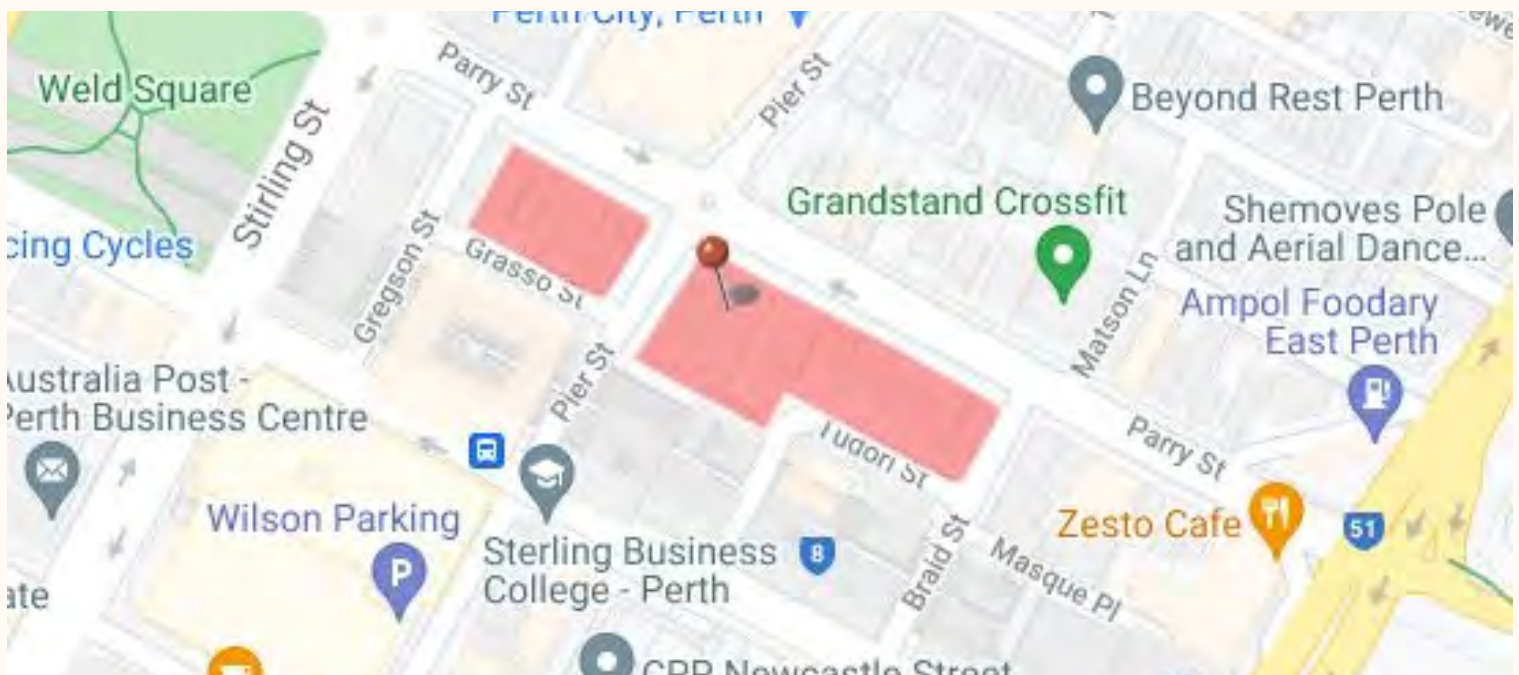 Perth City, Perth
Parry St
Weld Square
Pier St
Beyond Rest Perth
Stirling St
Grandstand Crossfit
Shemoves Pole
and Aerial Dance...
cing Cycles
Gregson St
Grasso St
Matson Ln
Ampol Foodary
East Perth
Australia Post -
Perth Business Centre
Pier St
Parry St
Tudori St
Wilson Parking
P
Sterling Business
College - Perth
8
Zesto Cafe
51
Braid St
Masque Pl
ate
CPP Newcastle Street